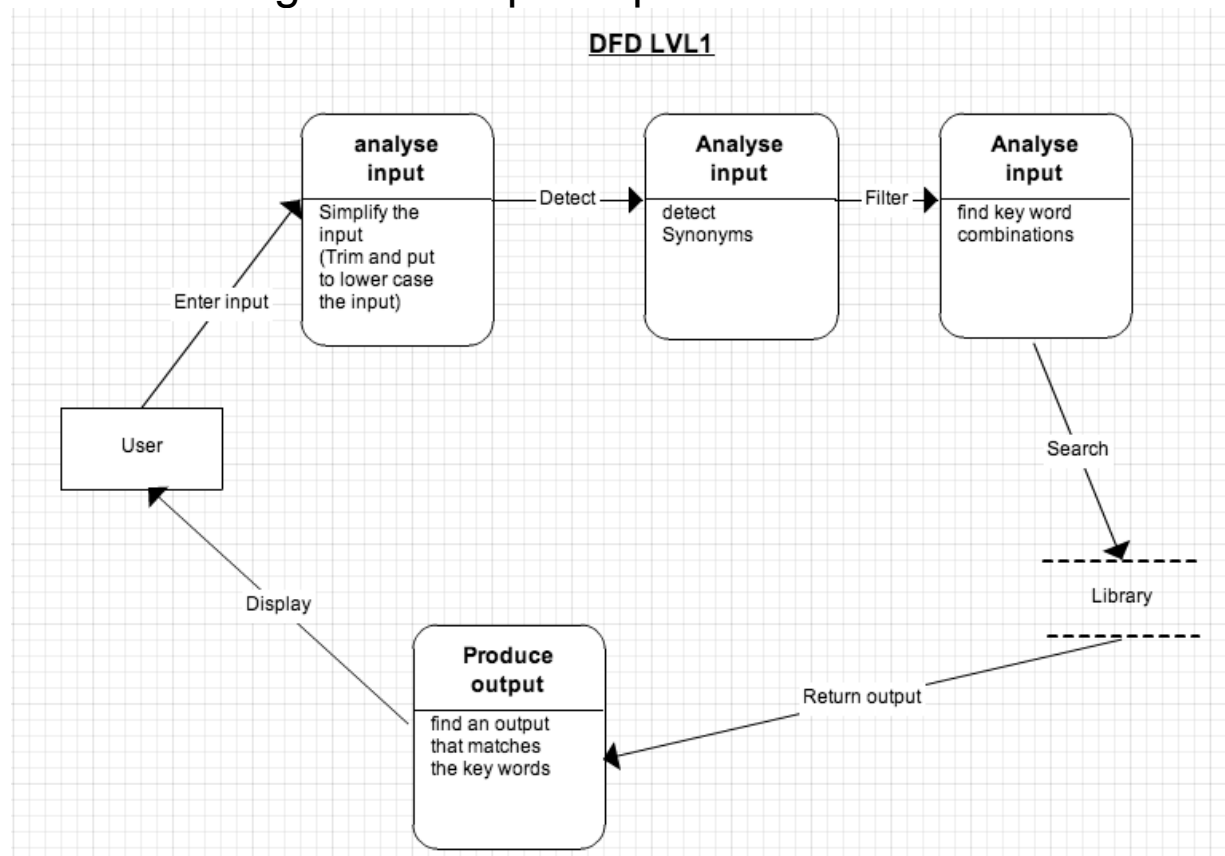 DFD LVL1
analyse
input
Simplify the
input
(Trim and put
to lower case
the input)
Detect
Analyse
input
detect
Synonyms
Filter
Analyse
input
find key word
combinations
Enter input
User
Search
Library
Display
Produce
output
find an output
that matches
the key words
Return output